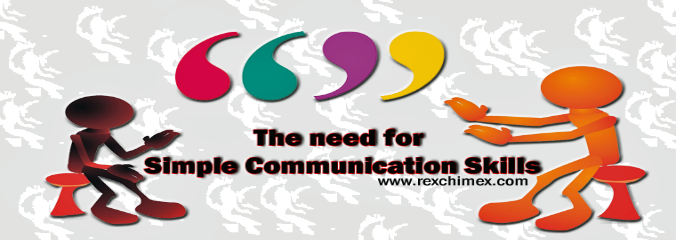 The need for
Simple Communication Skills
www.rexchimex.com